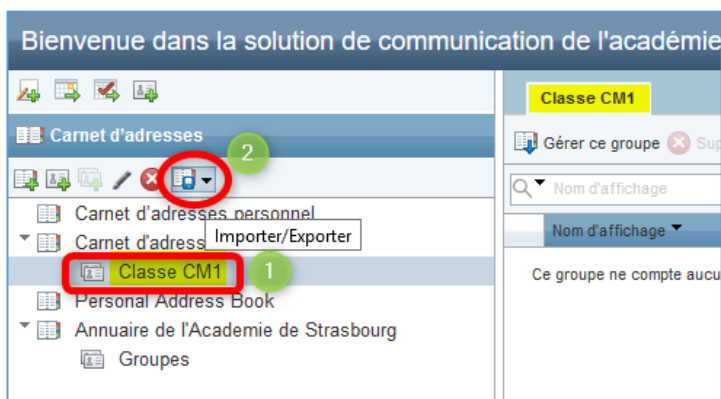 Bienvenue dans la solution de communication de l'académie
Classe CM1
Carnet d'adresses
2
Gérer ce groupe Sup
Nom d'affichage
Carnet d'adresses personnel
Nom d'affichage
Carnet d'adress
Importer/Exporter
Classe CM1
1
Ce groupe ne compte aucu
Personal Address Book
Annuaire de l'Academie de Strasbourg
Groupes